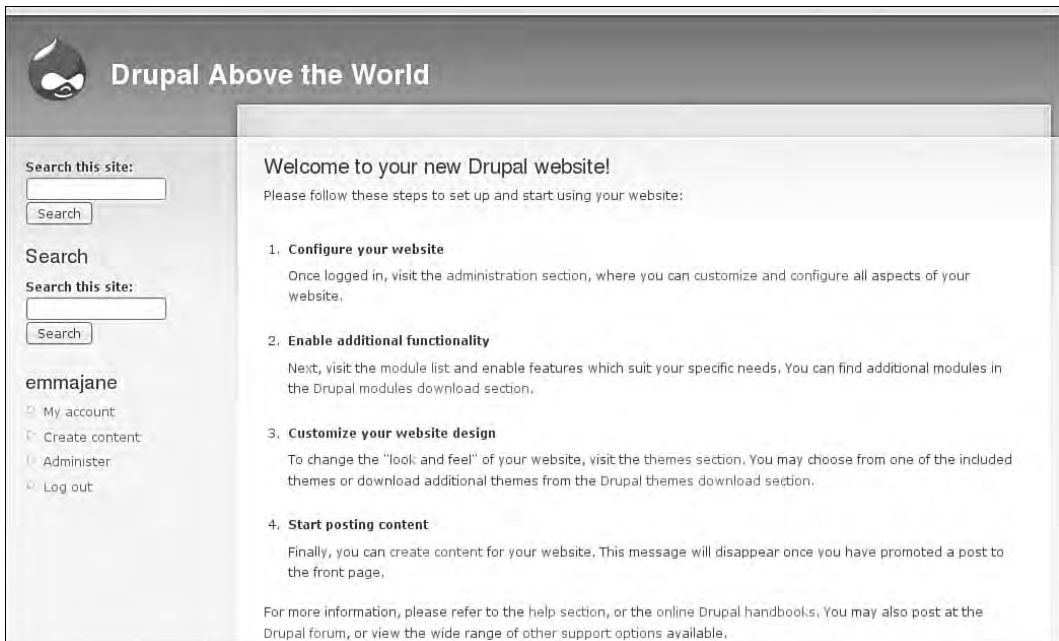 Drupal Above the World
Search this site:
Search
Search
Search this site:
Search
emmajane
My account
Create content
Administer
Log out
Welcome to your new Drupal website!
Please follow these steps to set up and start using your website:
1. Configure your website
Once logged in, visit the administration section, where you can customize and configure all aspects of your
website.
2. Enable additional functionality
Next, visit the module list and enable features which suit your specific needs. You can find additional modules in
the Drupal modules download section.
3. Customize your website design
To change the "look and feel" of your website, visit the themes section. You may choose from one of the included
themes or download additional themes from the Drupal themes download section.
4. Start posting content
Finally, you can create content for your website. This message will disappear once you have promoted a post to
the front page.
For more information, please refer to the help section, or the online Drupal handbooks. You may also post at the
Drupal forum, or view the wide range of other support options available.